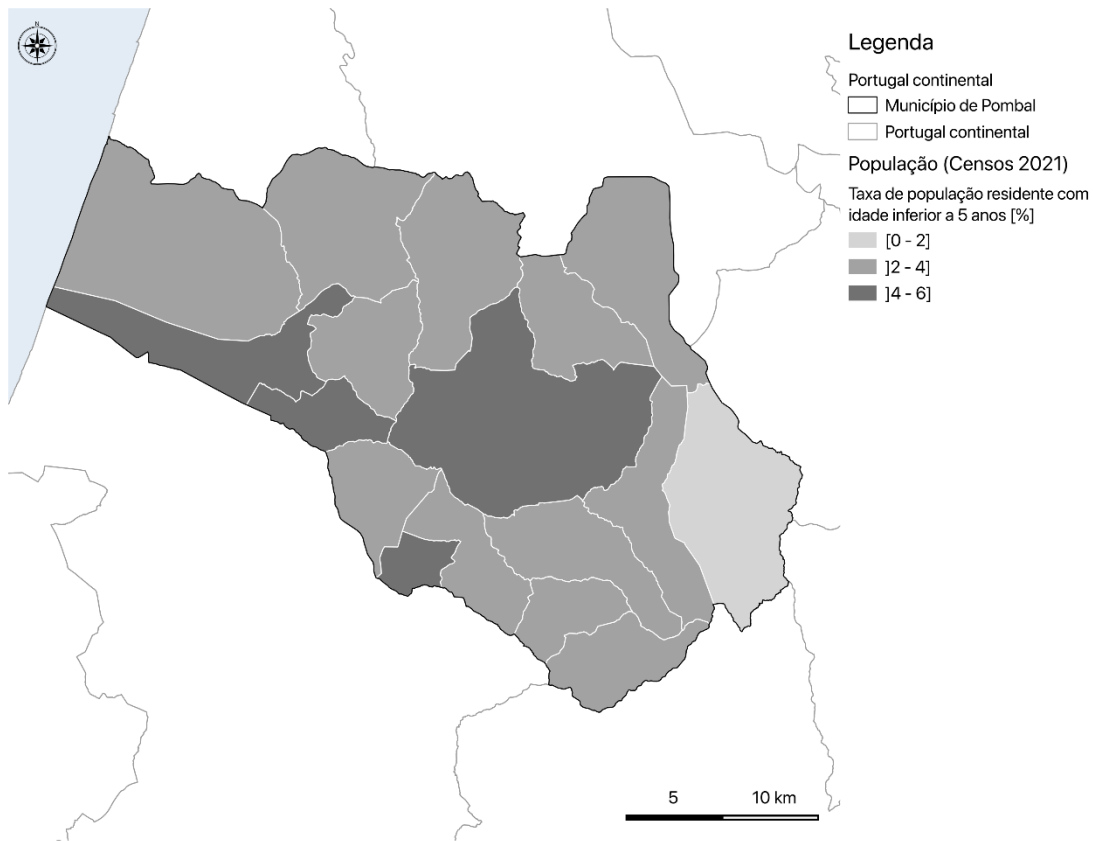 N
Legenda
Portugal continental
Município de Pombal
Portugal continental
População (Censos 2021)
Taxa de população residente com
idade inferior a 5 anos [%]
[0 - 2]
]2 - 4]
]4 - 6]
5 10 km